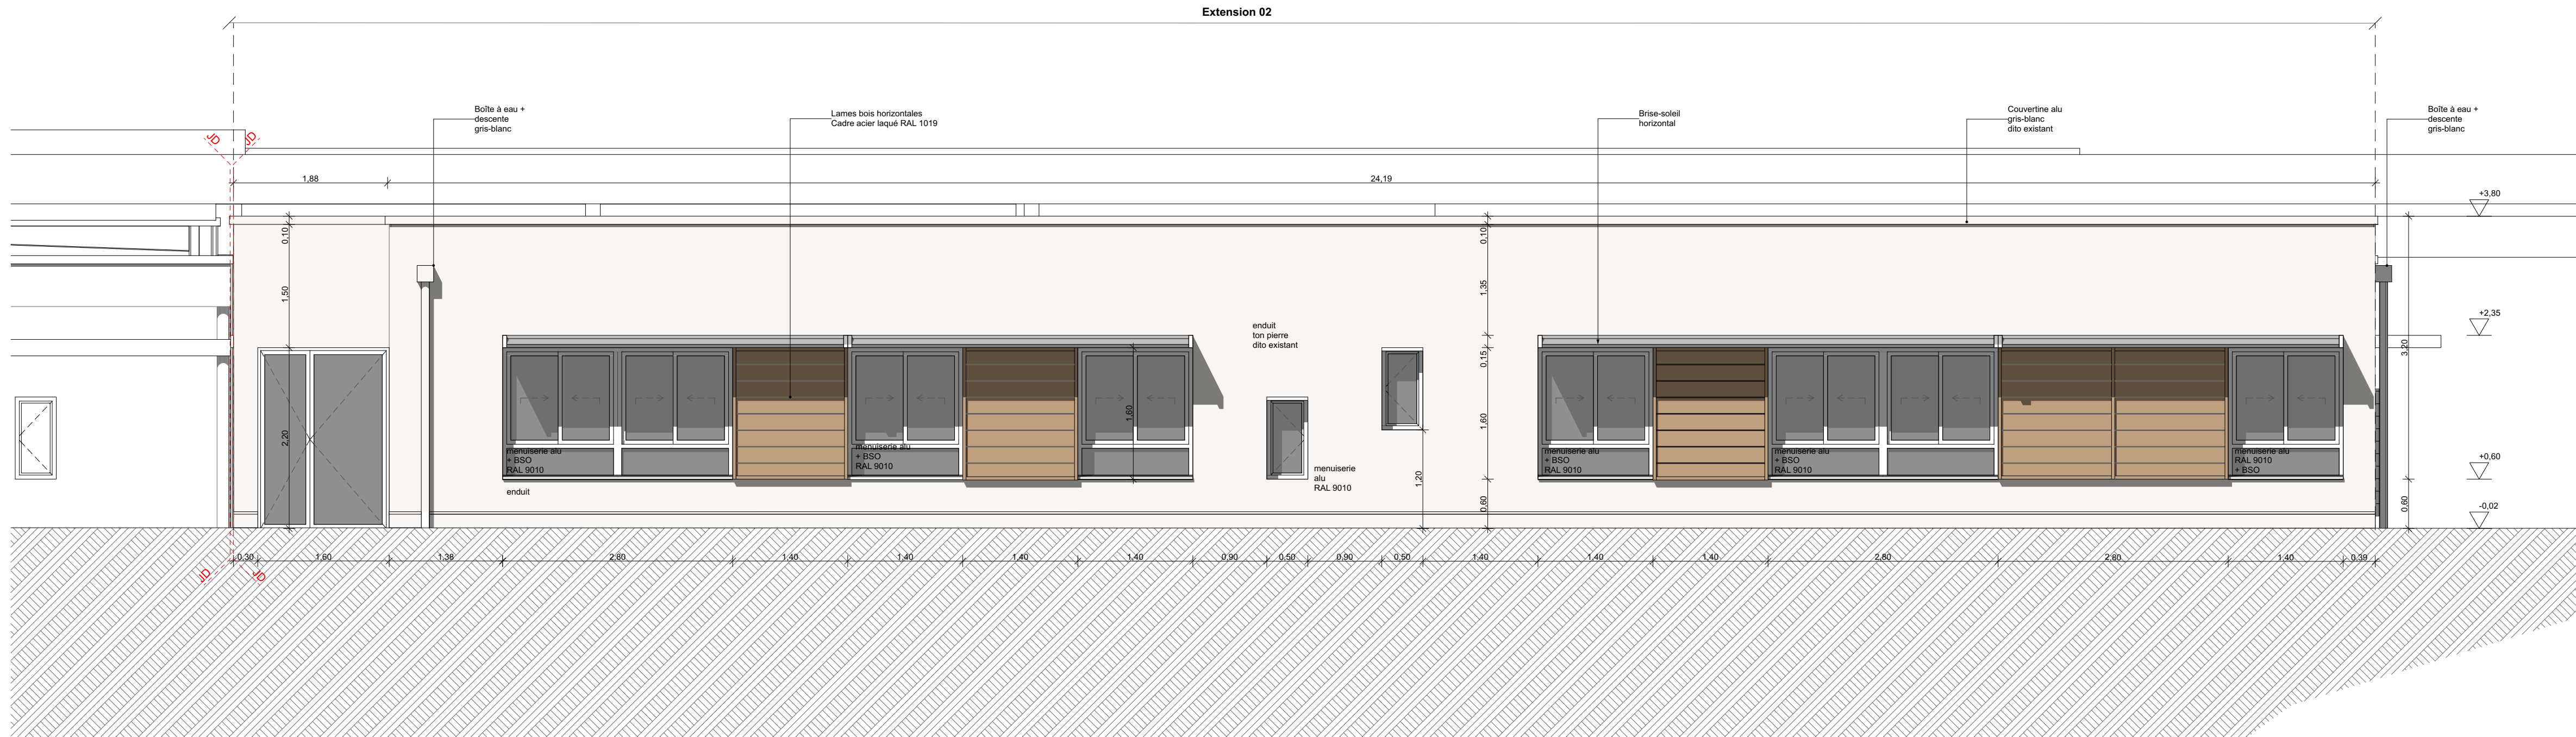 Extension 02
Boîte à eau +
descente
gris-blanc
Lames bois horizontales
Cadre acier laqué RAL 1019
Brise-soleil
horizontal
Couvertine alu
gris-blanc
dito existant
Boîte à eau +
descente
gris-blanc
JD
JD
1,88
24,19
+3,80
0,10
1,50
2,20
0,10
1,35
0,15
1,60
0,60
+2,35
3,20
0,60
+0,60
-0,02
enduit
ton pierre
dito existant
1,60
1,20
menuiserie alu
+ BSO
RAL 9010
menuiserie alu
+ BSO
RAL 9010
enduit
menuiserie
alu
RAL 9010
menuiserie alu
+ BSO
RAL 9010
menuiserie alu
+ BSO
RAL 9010
menuiserie alu
RAL 9010
+ BSO
0,30
1,60
1,38
2,80
1,40
1,40
1,40
1,40
0,90
0,50
0,90
0,50
1,40
1,40
1,40
2,80
2,80
1,40
0,39
JD
JD